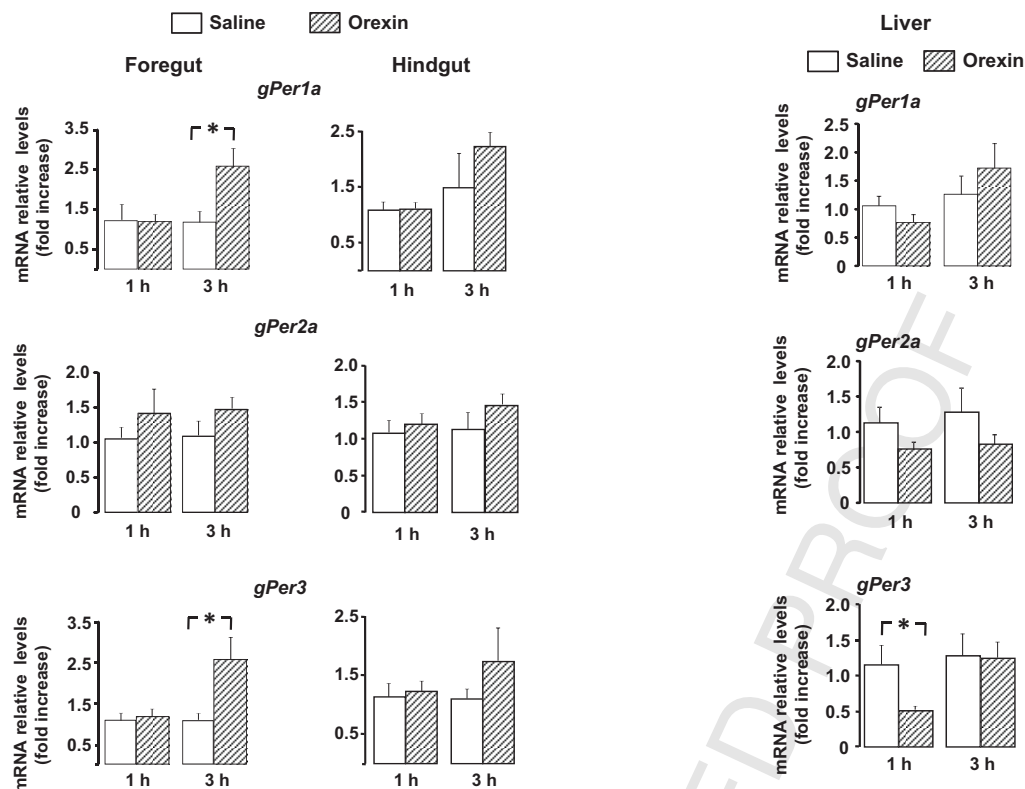 Saline Orexin
Foregut Hindgut
gPer1a
mRNA relative levels
(fold increase)
3.5
2.5
1.5
0.5
*
1 h 3 h
2.5
1.5
0.5
1 h 3 h
gPer2a
mRNA relative levels
(fold increase)
2.0
1.5
1.0
0.5
0
1 h 3 h
2.0
1.5
1.0
0.5
0
1 h 3 h
gPer3
mRNA relative levels
(fold increase)
3.5
2.5
1.5
0.5
*
1 h 3 h
2.5
1.5
0.5
1 h 3 h
Liver
Saline Orexin
gPer1a
mRNA relative levels
(fold increase)
2.5
2.0
1.5
1.0
0.5
0
1 h 3 h
gPer2a
mRNA relative levels
(fold increase)
2.0
1.5
1.0
0.5
0
1 h 3 h
gPer3
mRNA relative levels
(fold increase)
2.0
1.5
1.0
0.5
0
*
1 h 3 h
ED PROOF